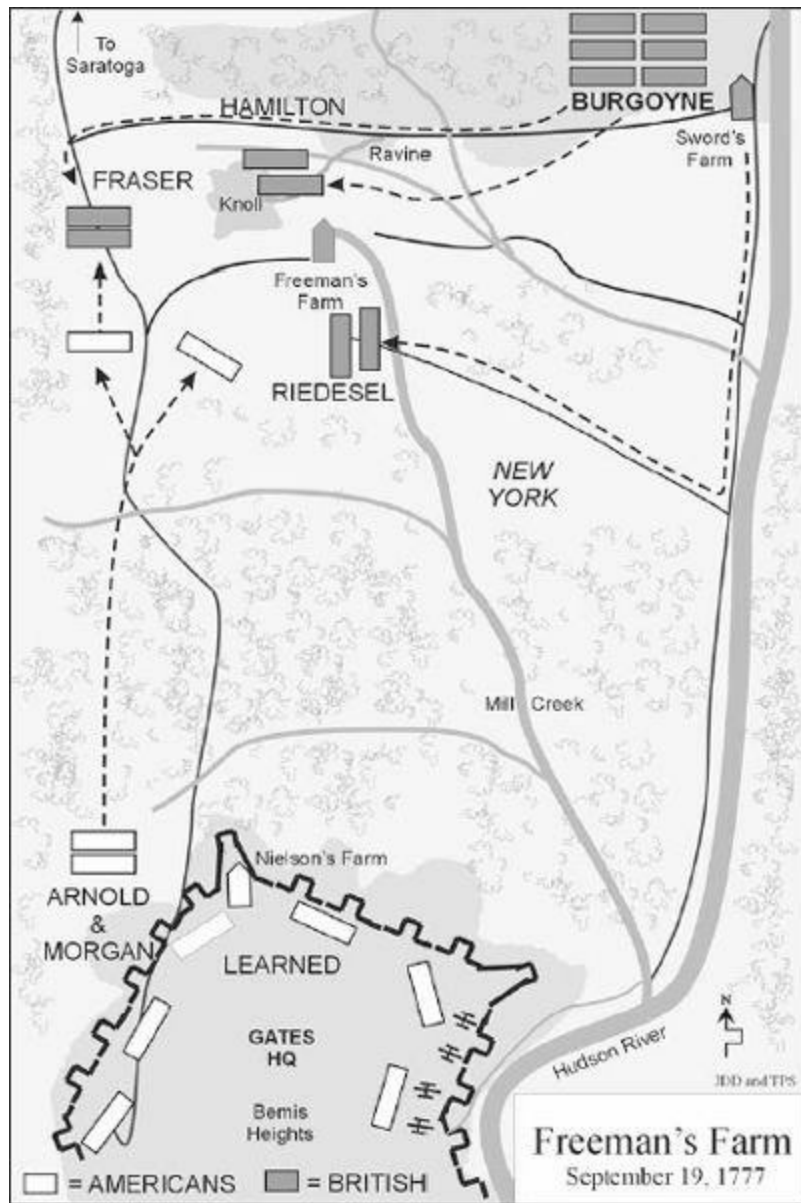 To
Saratoga
HAMILTON
BURGOYNE
Ravine
Sword's
Farm
FRASER
Knoll
Freeman's
Farm
RIEDESEL
NEW
YORK
Mill Creek
Nielson's Farm
ARNOLD
&
MORGAN
LEARNED
GATES
HQ
Bemis
Heights
N
Hudson River
JDD and TPS
Freeman's Farm
September 19, 1777
= AMERICANS
= BRITISH